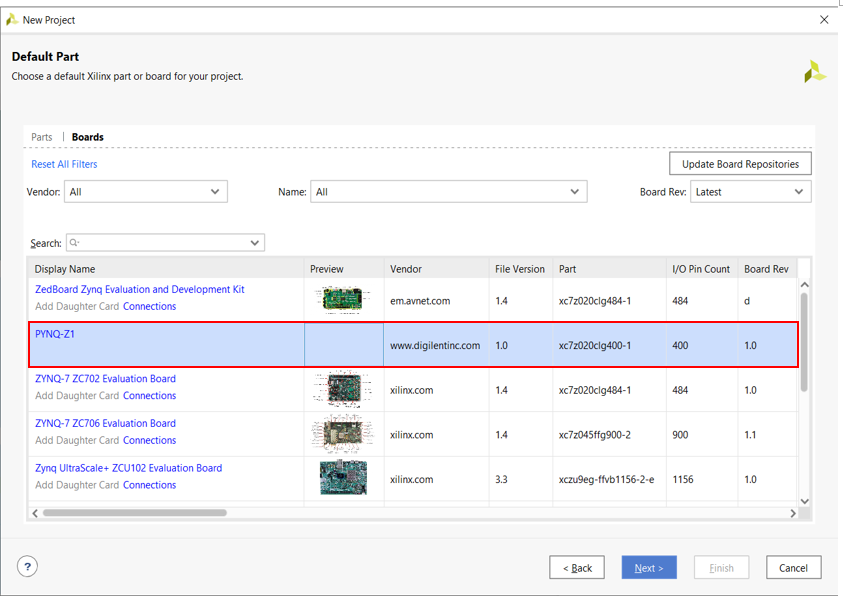 New Project
Default Part
Choose a default Xilinx part or board for your project.
Parts | Boards
Reset All Filters
Update Board Repositories
Vendor: All Name: All Board Rev: Latest
Search:
Display Name Preview Vendor File Version Part I/O Pin Count Board Rev
ZedBoard Zynq Evaluation and Development Kit
Add Daughter Card Connections
em.avnet.com 1.4 xc7z020clg484-1 484 d
PYNQ-Z1
www.digilentinc.com 1.0 xc7z020clg400-1 400 1.0
ZYNQ-7 ZC702 Evaluation Board
Add Daughter Card Connections
xilinx.com 1.4 xc7z020clg484-1 484 1.0
ZYNQ-7 ZC706 Evaluation Board
Add Daughter Card Connections
xilinx.com 1.4 xc7z045ffg900-2 900 1.1
Zynq UltraScale+ ZCU102 Evaluation Board
Add Daughter Card Connections
xilinx.com 3.3 xczu9eg-ffvb1156-2-e 1156 1.0
? < Back Next > Finish Cancel